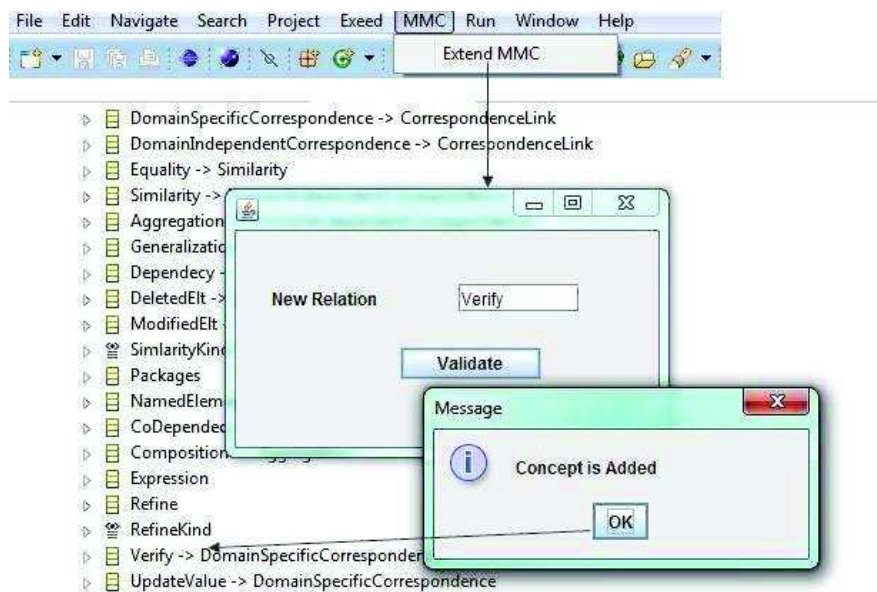 File Edit Navigate Search Project Exeed MMC Run Window Help
Extend MMC
DomainSpecificCorrespondence -> CorrespondenceLink
DomainIndependentCorrespondence -> CorrespondenceLink
Equality -> Similarity
Similarity ->
Aggregation
Generalizatio
Dependecy -
DeletedElt ->
ModifiedElt -
SimlarityKind
Packages
NamedEleme
CoDepended
Composition
Expression
Refine
RefineKind
Verify -> DomainSpecificCorresponden
UpdateValue -> DomainSpecificCorrespondence
New Relation
Verify
Validate
Message
Concept is Added
OK